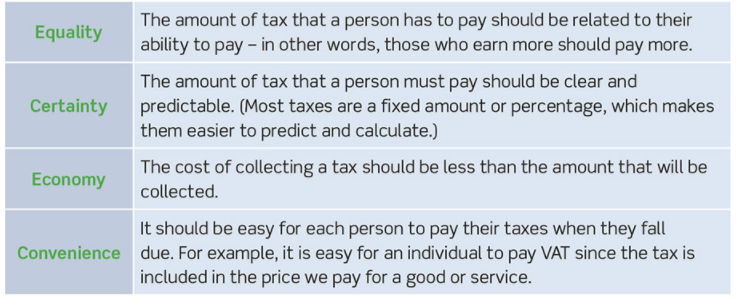 Equality
The amount of tax that a person has to pay should be related to their
ability to pay – in other words, those who earn more should pay more.
Certainty
The amount of tax that a person must pay should be clear and
predictable. (Most taxes are a fixed amount or percentage, which makes
them easier to predict and calculate.)
Economy
The cost of collecting a tax should be less than the amount that will be
collected.
Convenience
It should be easy for each person to pay their taxes when they fall
due. For example, it is easy for an individual to pay VAT since the tax is
included in the price we pay for a good or service.